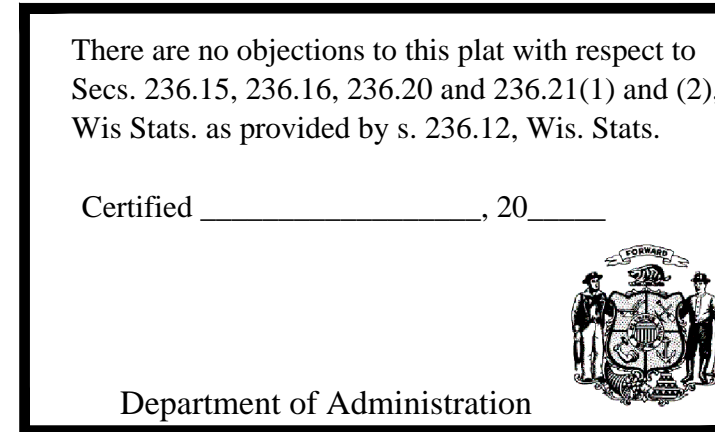 There are no objections to this plat with respect to
Secs. 236.15, 236.16, 236.20 and 236.21(1) and (2),
Wis Stats. as provided by s. 236.12, Wis. Stats.
Certified __________________, 20_____
FORWARD
Department of Administration